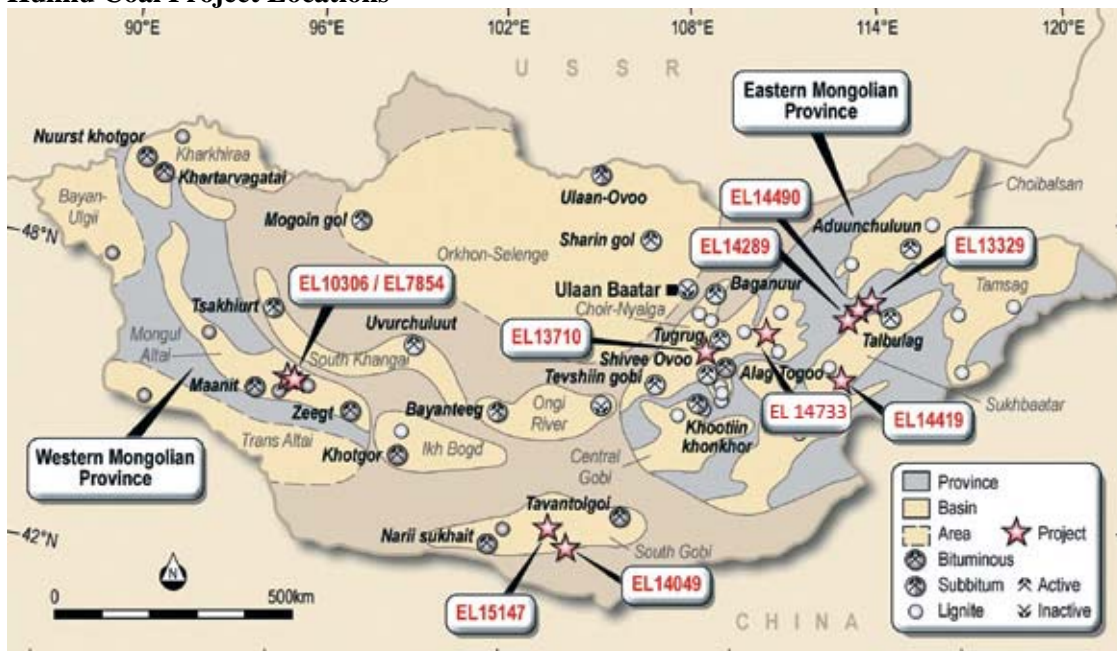 Hunnu Coal Project Locations
90°E 96°E 102°E 108°E 114°E 120°E
U S S R
Eastern Mongolian
Province
Nuurst khotgor
Kharkhiraa
Khartarvagatai
Bayan-
Ulgii
Mogoin gol
Ulaan-Ovoo
Choibalsan
EL14490
Aduunchuluun
48°N
48°N
Orkhon-Selenge
Sharin gol
EL14289
EL13329
EL10306 / EL7854
Ulaan Baatar
Baganuur
Tamsag
Tsakhiurt
Choir-Nyalga
Uvurchuluut
Mongul
Altai
South Khangai
EL13710
Tugrug
Talbulag
Shivee Ovoo
Maanit
Tevshiin gobi
Alag Togoo
Zeegt
Bayanteeg
Ongi
River
EL 14733
EL14419
Sukhbaatar
Trans Altai
Khootiin
khonkhor
Western Mongolian
Province
Khotgor
Ikh Bogd
Central
Gobi
Tavantolgoi
42°N
42°N
Narii sukhait
South Gobi
EL14049
EL15147
N
0 500km
C H I N A
Province
Basin
Area Project
Bituminous
Subbitum Active
Lignite Inactive